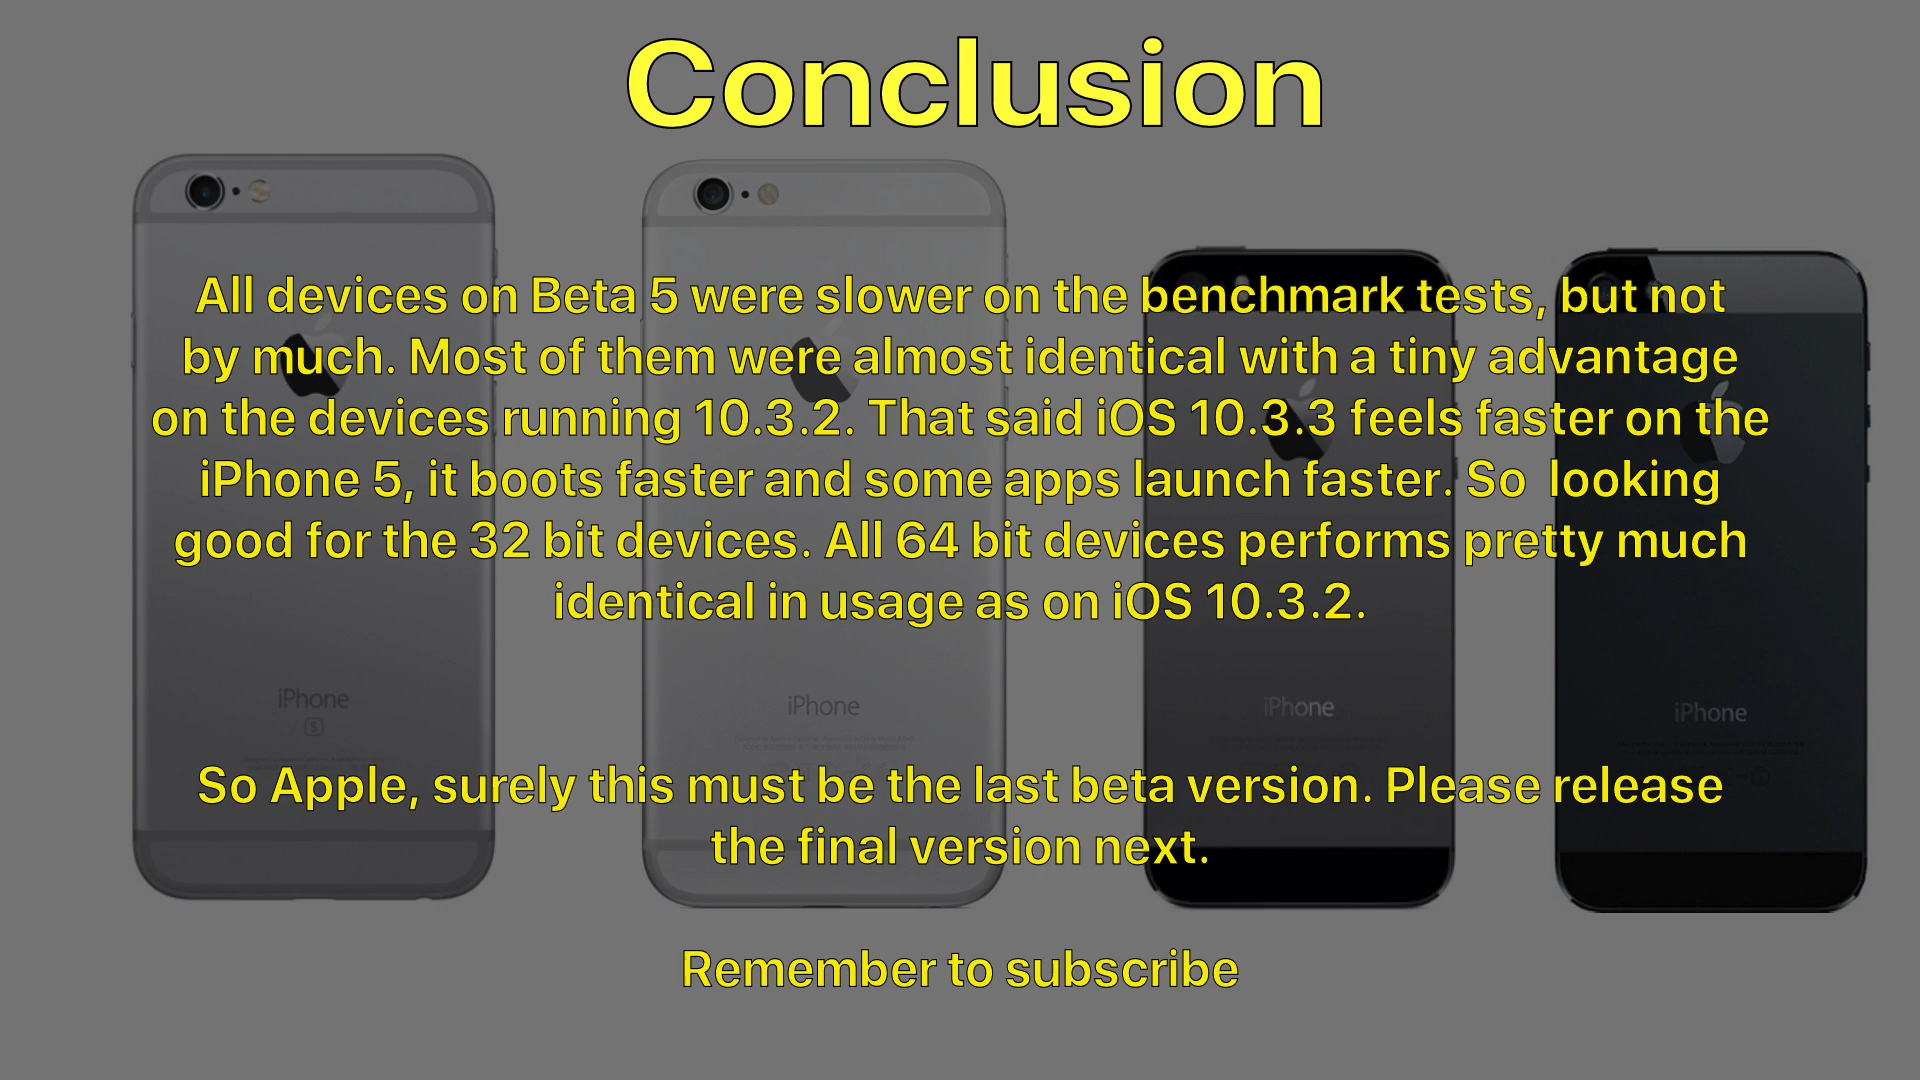 Conclusion
All devices on Beta 5 were slower on the benchmark tests, but not
by much. Most of them were almost identical with a tiny advantage
on the devices running 10.3.2. That said iOS 10.3.3 feels faster on the
iPhone 5, it boots faster and some apps launch faster. So  looking
good for the 32 bit devices. All 64 bit devices performs pretty much
identical in usage as on iOS 10.3.2.
iPhone
S
iPhone
iPhone
iPhone
So Apple, surely this must be the last beta version. Please release
the final version next.
Remember to subscribe